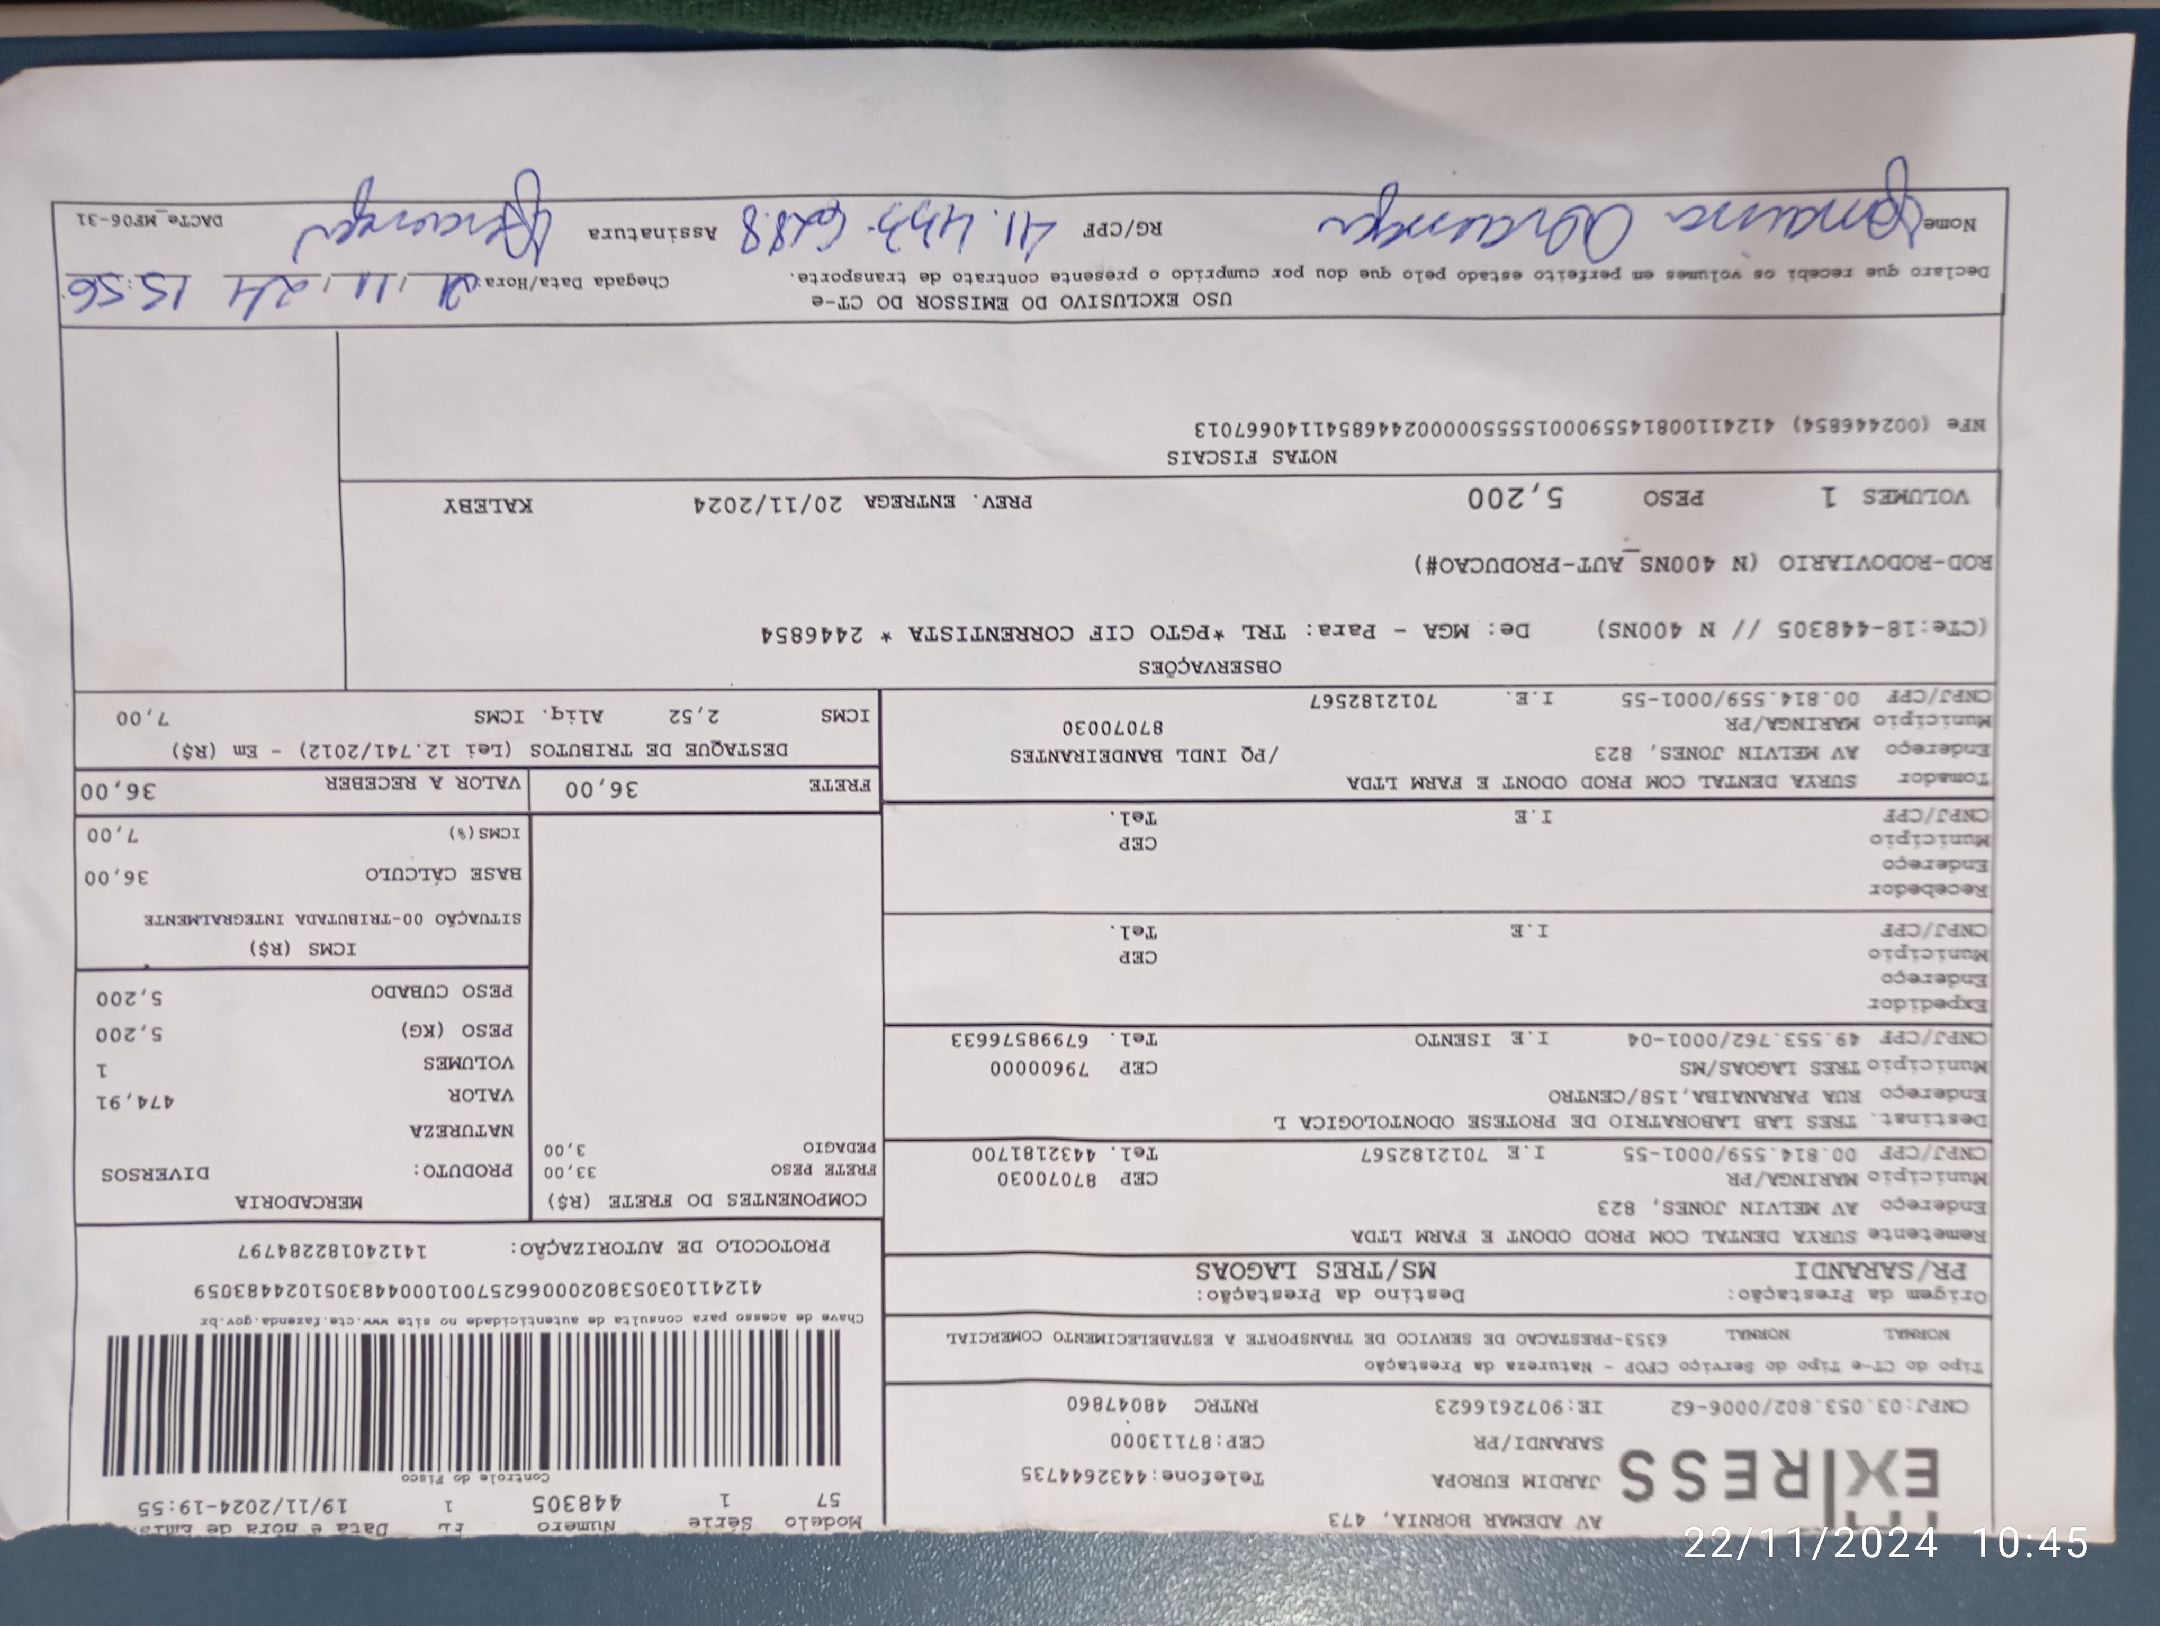 AV ADEMAR BORNIA, 473
EXPRESS
JARDIM EUROPA Telefone:4432644735
SARANDI/PR CEP:87113000
CNPJ:03.053.802/0006-62 IE:9072616623 RNTRC 48047860
Modelo Série Numero FL Data e hora de Emis.
57 1 448305 1 19/11/2024-19:55
Controle do Fisco
Chave de acesso para consulta de autenticidade no site www.cte.fazenda.gov.br
41241103053802000662570010004483051024483059
PROTOCOLO DE AUTORIZAÇÃO: 141240182284797
Tipo do CT-e Tipo do Serviço CFOP - Natureza da Prestação
NORMAL NORMAL 6353-PRESTACAO DE SERVICO DE TRANSPORTE A ESTABELECIMENTO COMERCIAL
Origem da Prestação: Destino da Prestação:
PR/SARANDI MS/TRES LAGOAS
Remetente SURYA DENTAL COM PROD ODONT E FARM LTDA
Endereço AV MELVIN JONES, 823
Municipio MARINGA/PR CEP 87070030
CNPJ/CPF 00.814.559/0001-55 I.E 7012182567 Tel. 4432181700
Destinat. TRES LAB LABORATRIO DE PROTESE ODONTOLOGICA L
Endereço RUA PARANAIBA,158/CENTRO
Municipio TRES LAGOAS/MS CEP 79600000
CNPJ/CPF 49.553.762/0001-04 I.E ISENTO Tel. 67998576633
Expedidor
Endereço
Municipio CEP
CNPJ/CPF I.E Tel.
Recebedor
Endereço
Municipio CEP
CNPJ/CPF I.E Tel.
Tomador SURYA DENTAL COM PROD ODONT E FARM LTDA
Endereço AV MELVIN JONES, 823 /PQ INDL BANDEIRANTES
Municipio MARINGA/PR 87070030
CNPJ/CPF 00.814.559/0001-55 I.E. 7012182567
COMPONENTES DO FRETE (R$)
FRETE PESO 33,00
PEDAGIO 3,00
MERCADORIA
PRODUTO: DIVERSOS
NATUREZA
VALOR 474,91
VOLUMES 1
PESO (KG) 5,200
PESO CUBADO 5,200
ICMS (R$)
SITUAÇÃO 00-TRIBUTADA INTEGRALMENTE
BASE CÁLCULO 36,00
ICMS(%) 7,00
FRETE 36,00 VALOR A RECEBER 36,00
DESTAQUE DE TRIBUTOS (Lei 12.741/2012) - Em (R$)
ICMS 2,52 Aliq. ICMS 7,00
OBSERVAÇÕES
(CTe:18-448305 // N 400NS) De: MGA - Para: TRL *PGTO CIF CORRENTISTA * 2446854
ROD-RODOVIARIO (N 400NS_AUT-PRODUCAO#)
VOLUMES 1 PESO 5,200 PREV. ENTREGA 20/11/2024 KALEBY
NOTAS FISCAIS
NFe (002446854) 41241100814559000155550000024468541140667013
USO EXCLUSIVO DO EMISSOR DO CT-e
Declaro que recebi os volumes em perfeito estado pelo que dou por cumprido o presente contrato de transporte. Chegada Data/Hora: 21/11/24 15:56
Nome RG/CPF Assinatura DACTe_MF06-31
22/11/2024 10:45